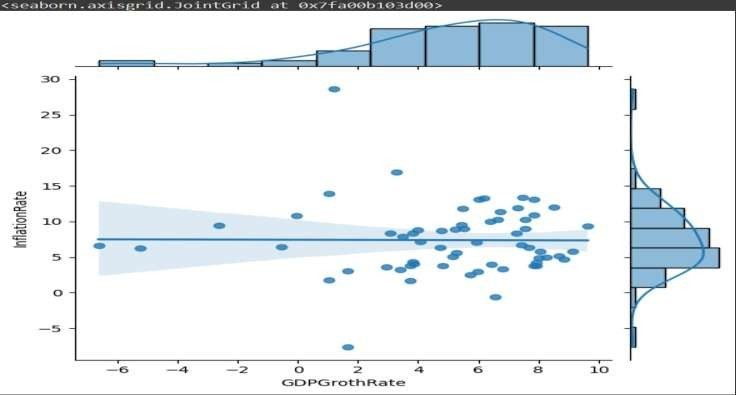 <seaborn.axisgrid.JointGrid at 0x7fa00b103d00>
30
25
20
15
10
5
0
−5
InflationRate
−6 −4 −2 0 2 4 6 8 10
GDPGrothRate